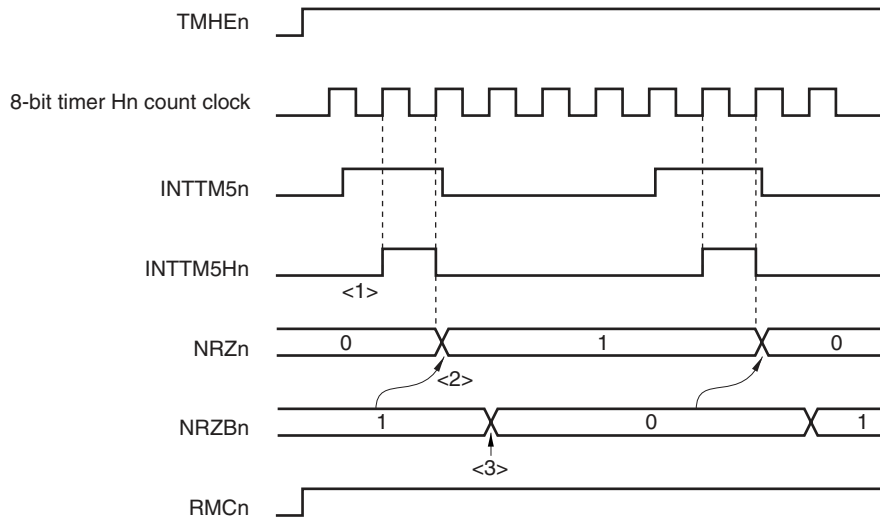 TMHEn
8-bit timer Hn count clock
INTTM5n
INTTM5Hn
<1>
NRZn 0 1 0
<2>
NRZBn 1 0 1
<3>
RMCn